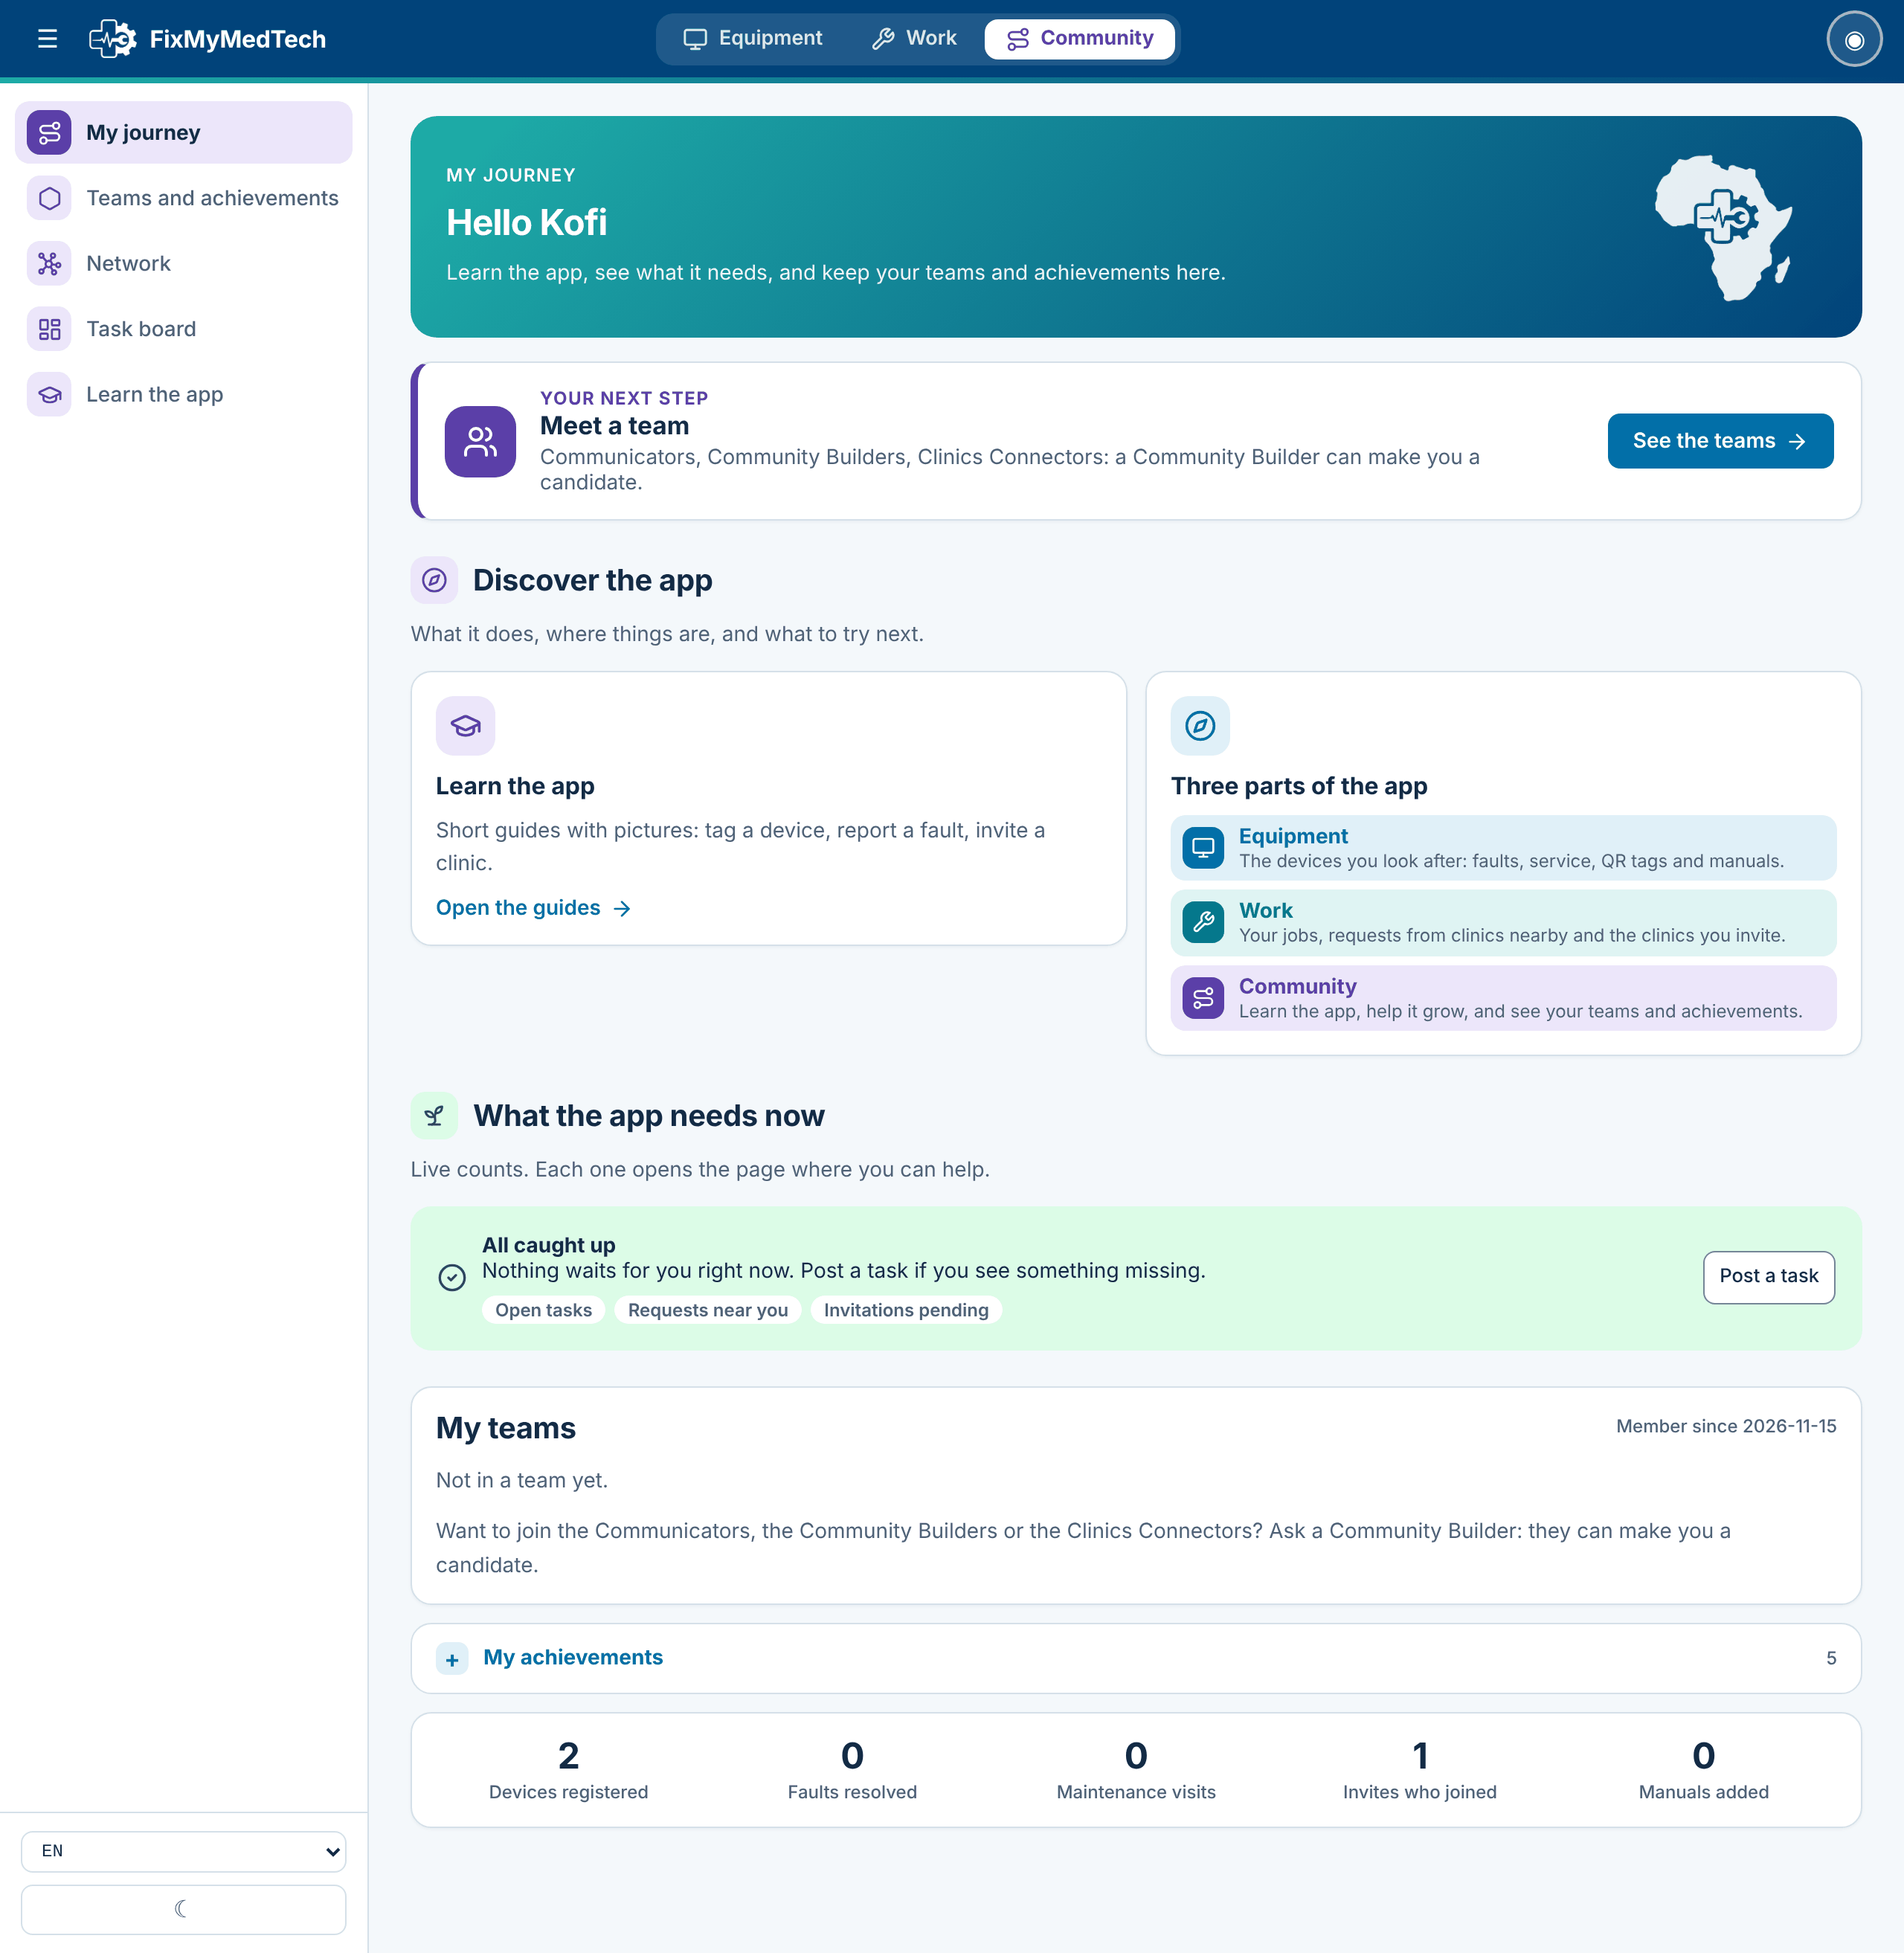 FixMyMedTech
Equipment
Work
Community
My journey
Teams and achievements
Network
Task board
Learn the app
MY JOURNEY
Hello Kofi
Learn the app, see what it needs, and keep your teams and achievements here.
YOUR NEXT STEP
Meet a team
Communicators, Community Builders, Clinics Connectors: a Community Builder can make you a
candidate.
See the teams →
Discover the app
What it does, where things are, and what to try next.
Learn the app
Short guides with pictures: tag a device, report a fault, invite a
clinic.
Open the guides →
Three parts of the app
Equipment
The devices you look after: faults, service, QR tags and manuals.
Work
Your jobs, requests from clinics nearby and the clinics you invite.
Community
Learn the app, help it grow, and see your teams and achievements.
What the app needs now
Live counts. Each one opens the page where you can help.
All caught up
Nothing waits for you right now. Post a task if you see something missing.
Open tasks
Requests near you
Invitations pending
Post a task
My teams
Member since 2026-11-15
Not in a team yet.
Want to join the Communicators, the Community Builders or the Clinics Connectors? Ask a Community Builder: they can make you a
candidate.
+ My achievements
5
2
Devices registered
0
Faults resolved
0
Maintenance visits
1
Invites who joined
0
Manuals added
EN